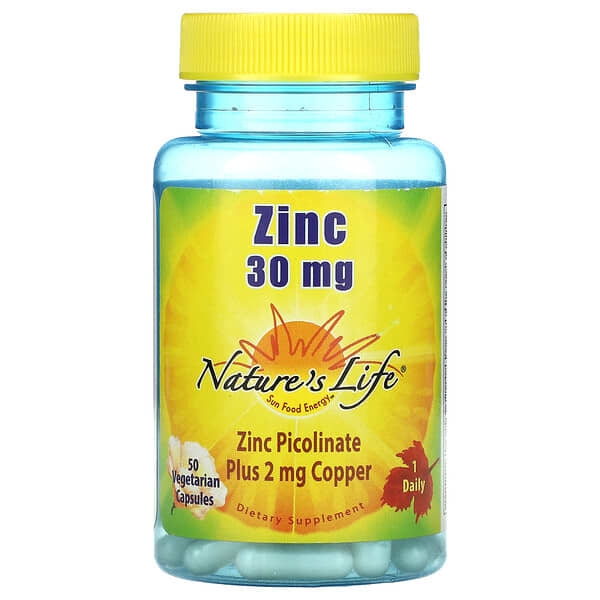 Zinc
30 mg
Nature's Life®
Sun Food Energy™
Zinc Picolinate
Plus 2 mg Copper
50
Vegetarian
Capsules
1
Daily
Dietary Supplement